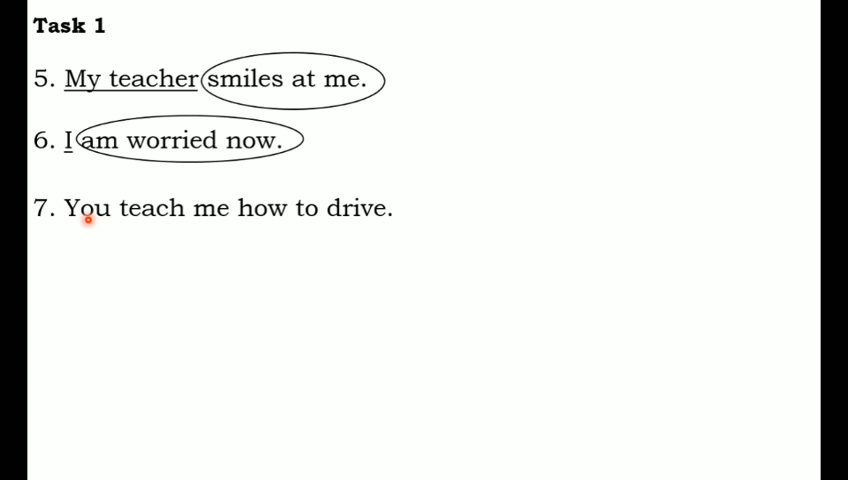 Task 1
5. My teacher smiles at me.
6. I am worried now.
7. You teach me how to drive.